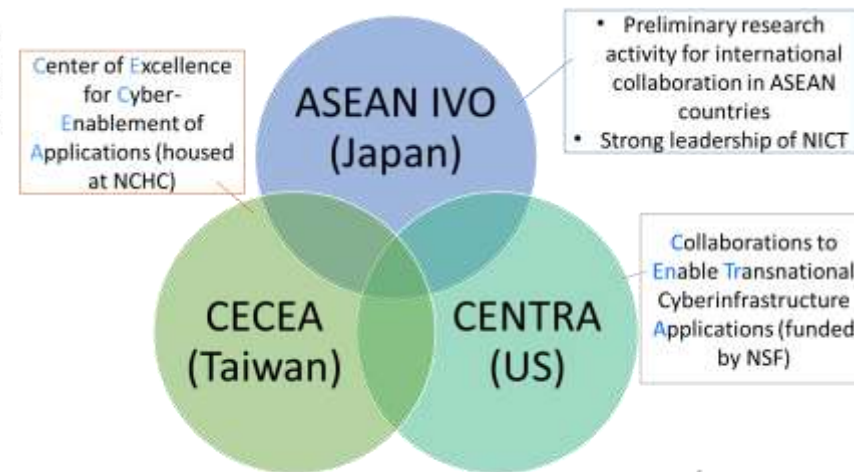 Center of Excellence
for Cyber-
Enablement of
Applications (housed
at NCHC)
ASEAN IVO
(Japan)
• Preliminary research
activity for international
collaboration in ASEAN
countries
• Strong leadership of NICT
CECEA
(Taiwan)
CENTRA
(US)
Collaborations to
Enable Transnational
Cyberinfrastructure
Applications (funded
by NSF)